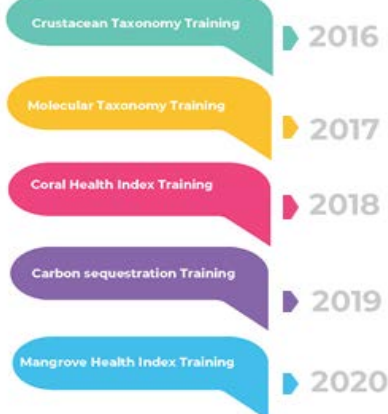 Crustacean Taxonomy Training
2016
Molecular Taxonomy Training
2017
Coral Health Index Training
2018
Carbon sequestration Training
2019
Mangrove Health Index Training
2020